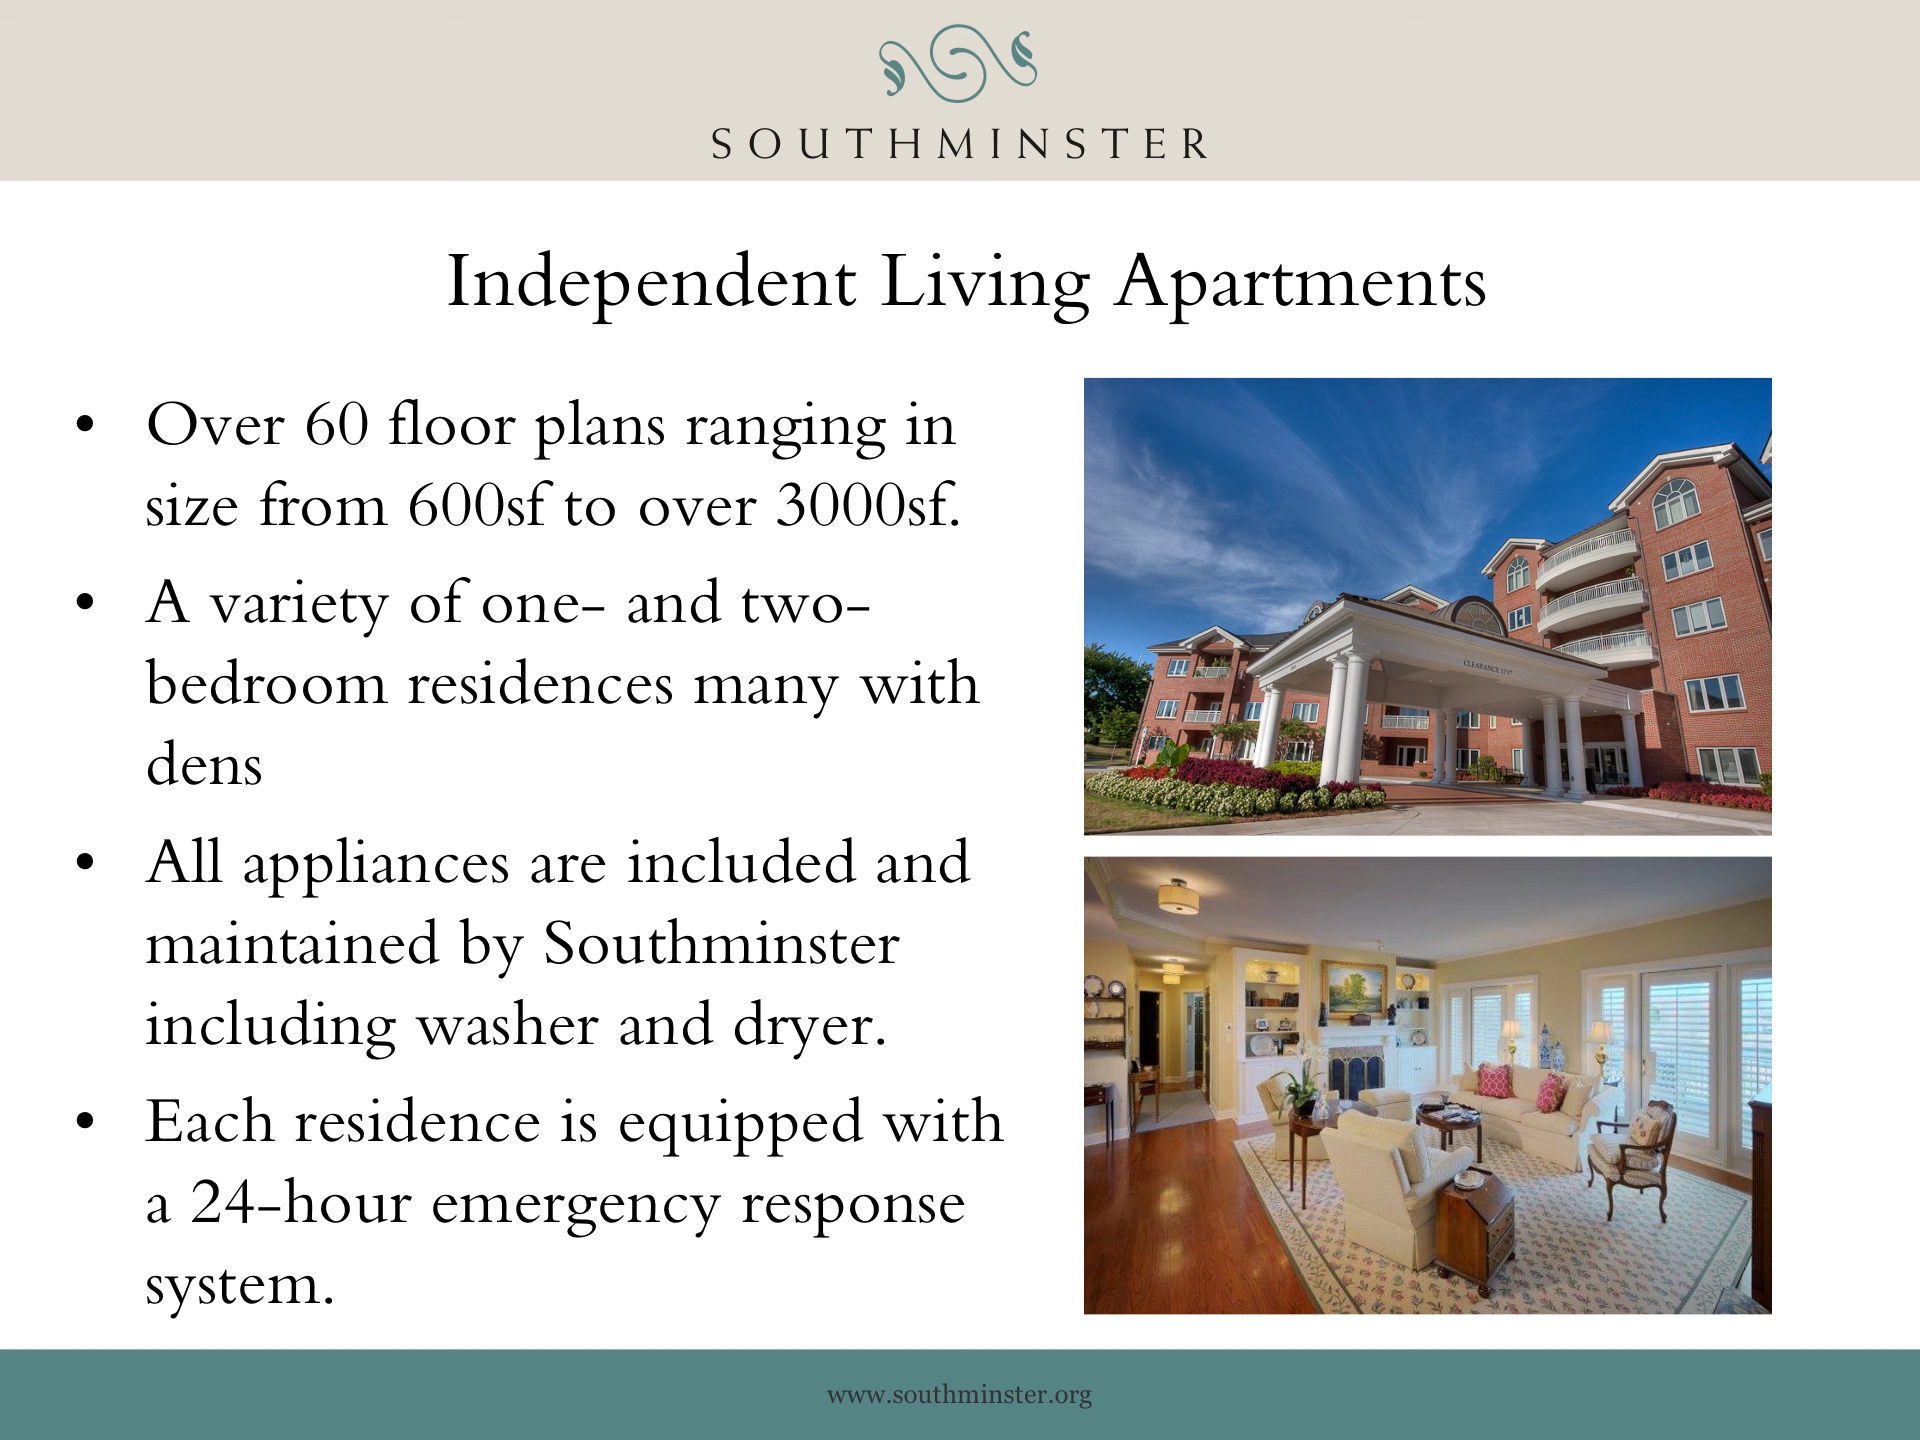 SOUTHMINSTER
Independent Living Apartments
• Over 60 floor plans ranging in
size from 600sf to over 3000sf.
• A variety of one- and two-
bedroom residences many with
dens
• All appliances are included and
maintained by Southminster
including washer and dryer.
• Each residence is equipped with
a 24-hour emergency response
system.
CLEARANCE
www.southminster.org